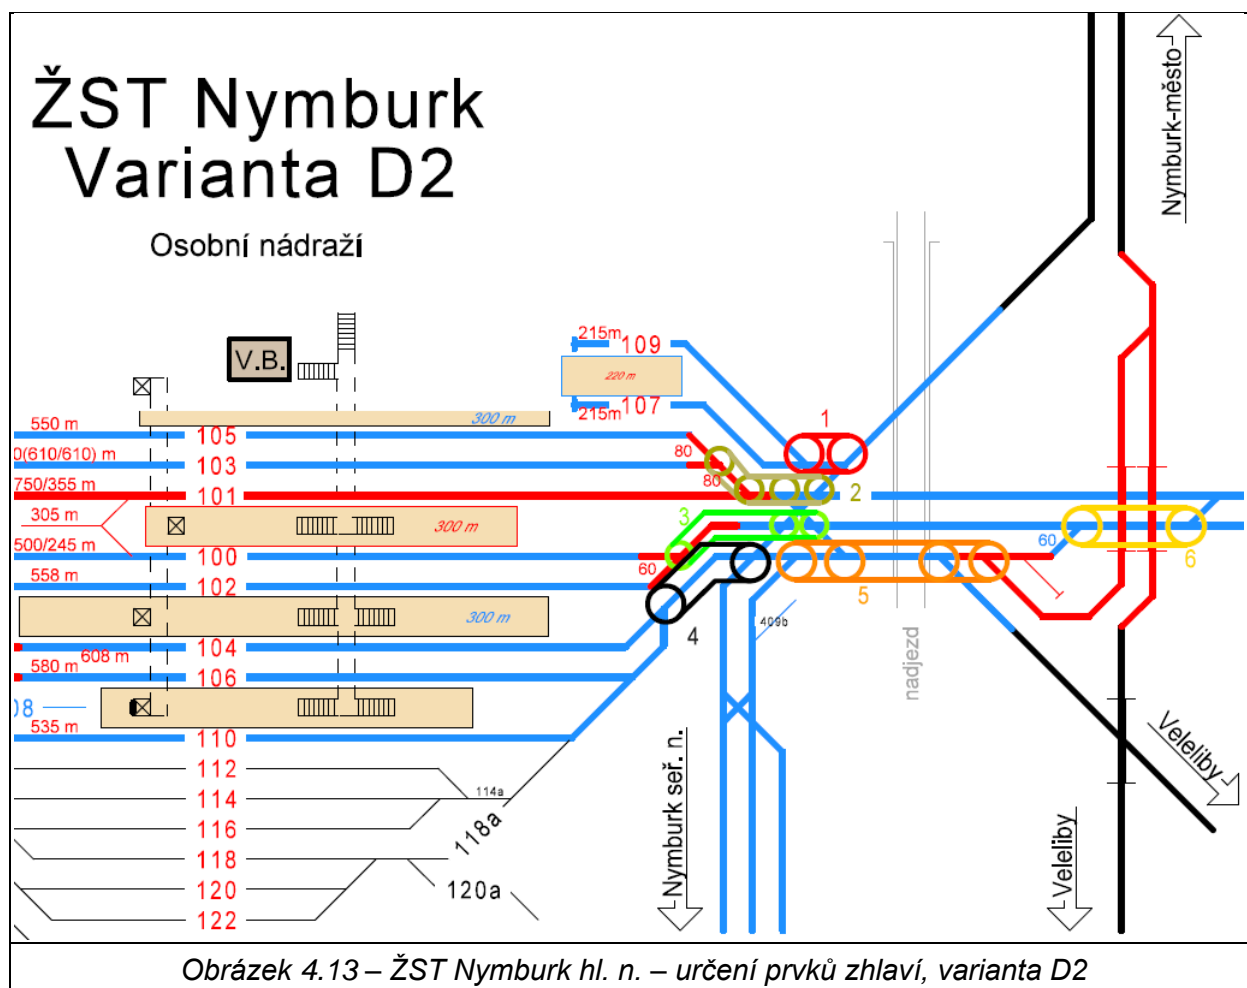 ŽST Nymburk
Varianta D2
Osobní nádraží
Nymburk-město
V.B.
215m
109
220 m
215m
107
300 m
550 m
105
1
0(610/610) m
103
80
750/355 m
101
80
2
305 m
300 m
3
500/245 m
100
60
60
6
558 m
102
5
300 m
4
409b
nadjezd
104
608 m
580 m
106
08
535 m
110
112
114
114a
116
118
118a
120
120a
122
Nymburk seř. n.
Veleliby
Veleliby
Obrázek 4.13 – ŽST Nymburk hl. n. – určení prvků zhlaví, varianta D2